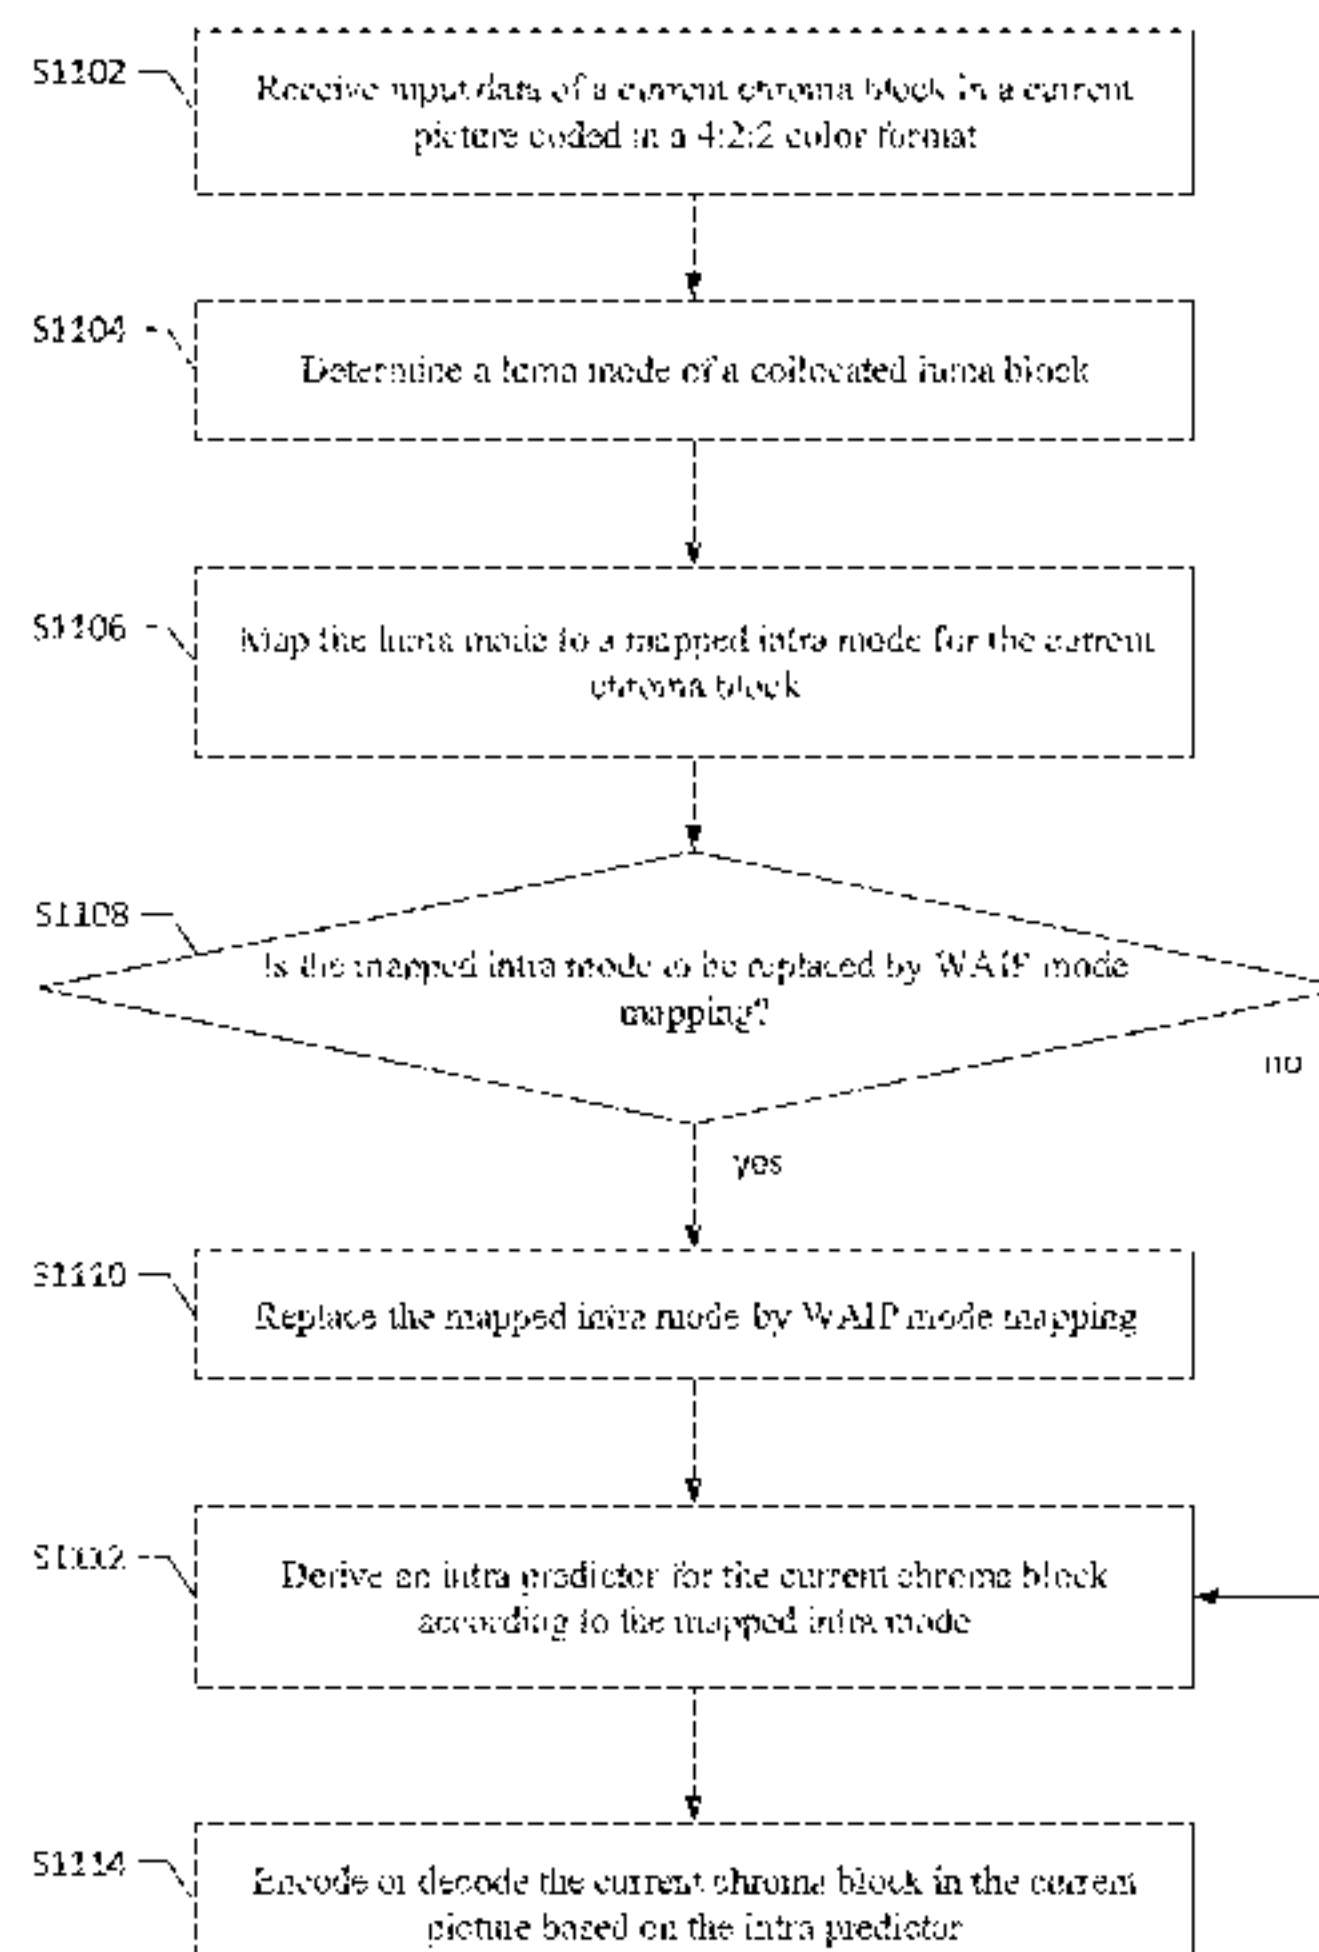 S1102
Receive input data of a current chroma block in a current
picture coded in a 4:2:2 color format
S1104
Determine a luma mode of a collocated luma block
S1106
Map the luma mode to a mapped intra mode for the current
chroma block
S1108
Is the mapped intra mode to be replaced by WAIP mode
mapping?
no
yes
S1110
Replace the mapped intra mode by WAIP mode mapping
S1112
Derive an intra predictor for the current chroma block
according to the mapped intra mode
S1114
Encode or decode the current chroma block in the current
picture based on the intra predictor